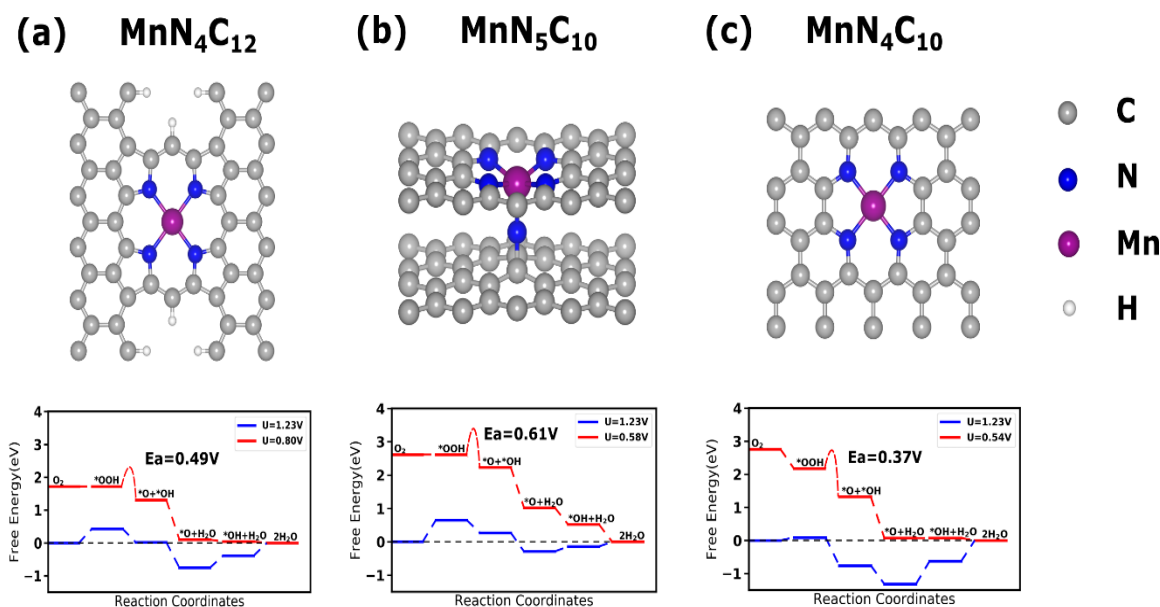 (a) MnN₄C₁₂
(b) MnN₅C₁₀
(c) MnN₄C₁₀
C
N
Mn
H
Free Energy(eV)
4
3
2
1
0
−1
U=1.23V
U=0.80V
Ea=0.49V
O₂
*OOH
*O+*OH
*O+H₂O
*OH+H₂O
2H₂O
Reaction Coordinates
Free Energy(eV)
4
3
2
1
0
−1
U=1.23V
U=0.58V
Ea=0.61V
O₂
*OOH
*O+*OH
*O+H₂O
*OH+H₂O
2H₂O
Reaction Coordinates
Free Energy(eV)
4
3
2
1
0
−1
U=1.23V
U=0.54V
Ea=0.37V
O₂
*OOH
*O+*OH
*O+H₂O
*OH+H₂O
2H₂O
Reaction Coordinates